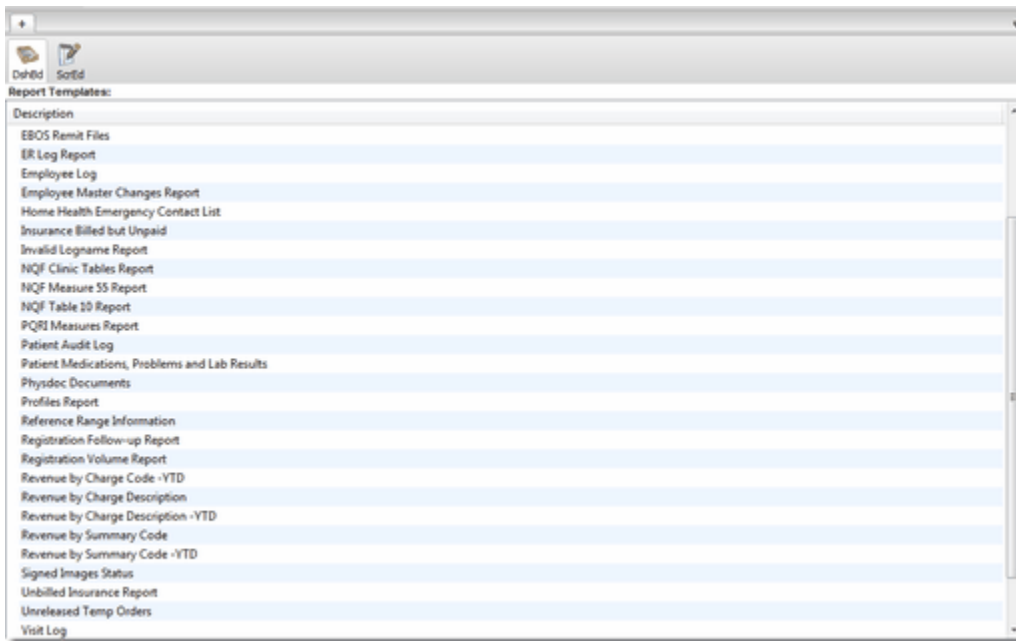 +
DshBd ScrEd
Report Templates:
Description
EBOS Remit Files
ER Log Report
Employee Log
Employee Master Changes Report
Home Health Emergency Contact List
Insurance Billed but Unpaid
Invalid Logname Report
NQF Clinic Tables Report
NQF Measure 55 Report
NQF Table 10 Report
PQRI Measures Report
Patient Audit Log
Patient Medications, Problems and Lab Results
Physdoc Documents
Profiles Report
Reference Range Information
Registration Follow-up Report
Registration Volume Report
Revenue by Charge Code -YTD
Revenue by Charge Description
Revenue by Charge Description -YTD
Revenue by Summary Code
Revenue by Summary Code -YTD
Signed Images Status
Unbilled Insurance Report
Unreleased Temp Orders
Visit Log